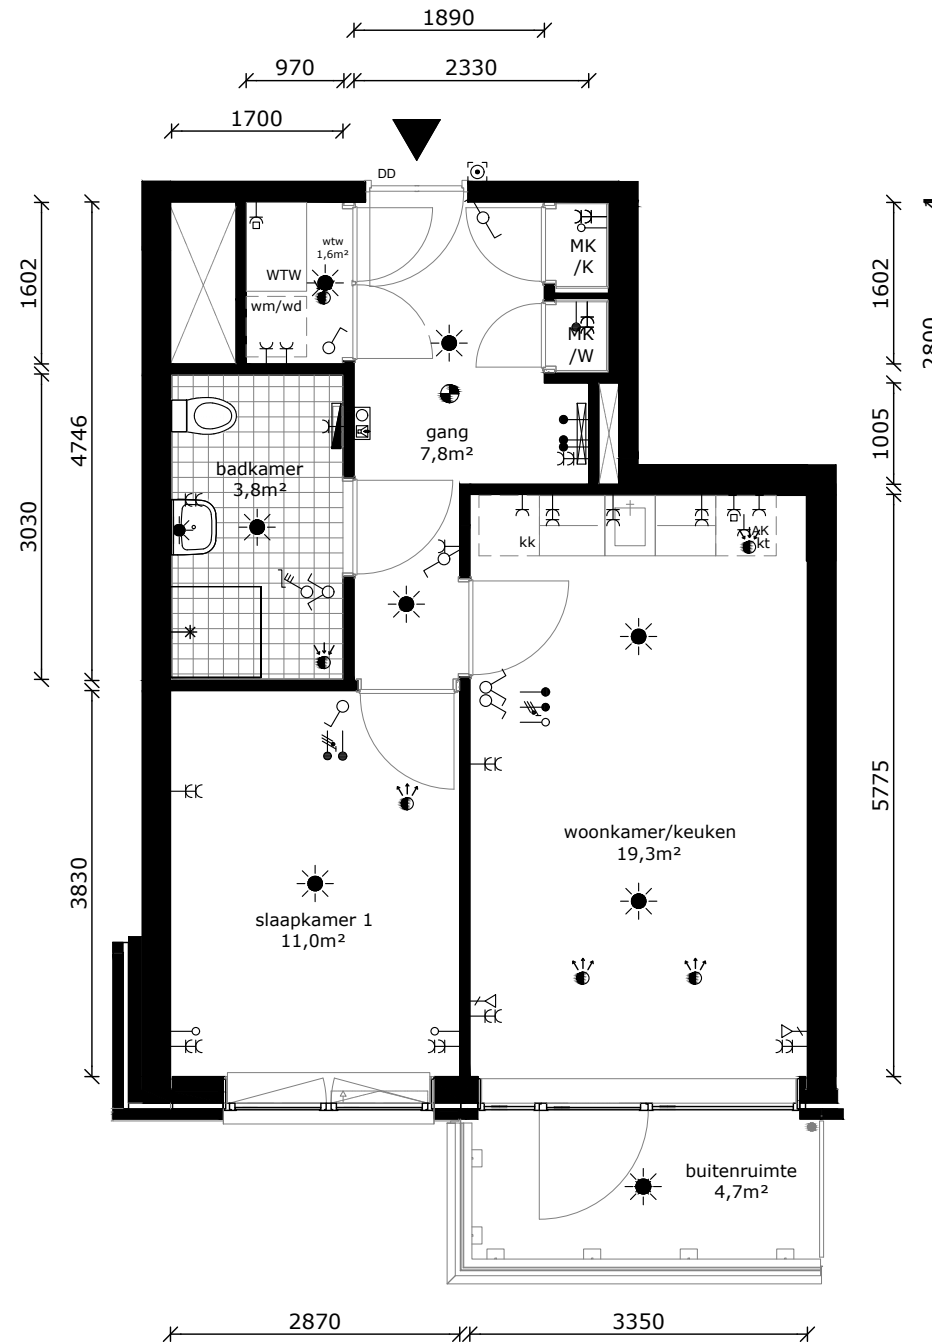 1890
970
2330
1700
DD
1602
wtw
1,6m²
WTW
MK
/K
1602
2800
wm/wd
MK
/W
4746
gang
7,8m²
1005
badkamer
3,8m²
3030
kk
kt
woonkamer/keuken
19,3m²
5775
3830
slaapkamer 1
11,0m²
buitenruimte
4,7m²
2870
3350